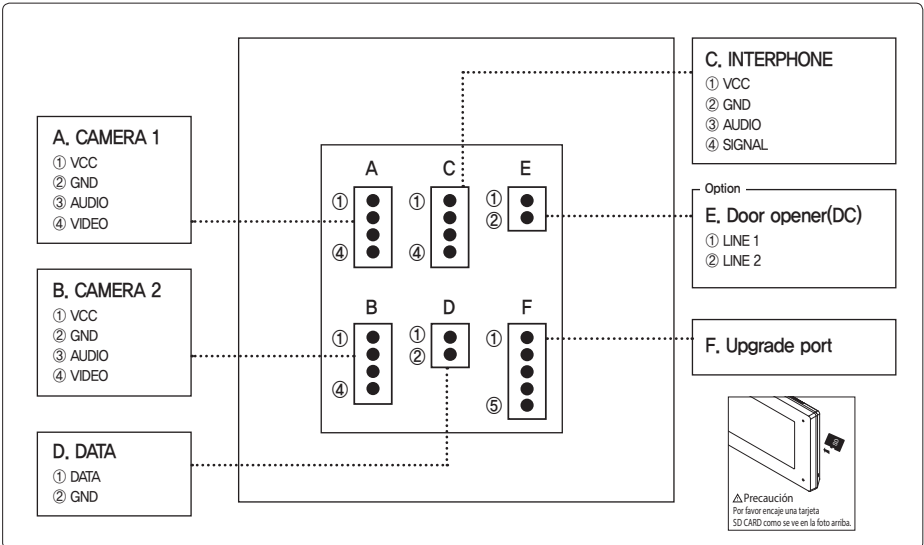 A. CAMERA 1
① VCC
② GND
③ AUDIO
④ VIDEO
B. CAMERA 2
① VCC
② GND
③ AUDIO
④ VIDEO
D. DATA
① DATA
② GND
A
①
④
C
①
④
E
①
②
B
①
④
D
①
②
F
①
⑤
C. INTERPHONE
① VCC
② GND
③ AUDIO
④ SIGNAL
Option
E. Door opener(DC)
① LINE 1
② LINE 2
F. Upgrade port
SD
⚠ Precaución
Por favor encaje una tarjeta
SD CARD como se ve en la foto arriba.